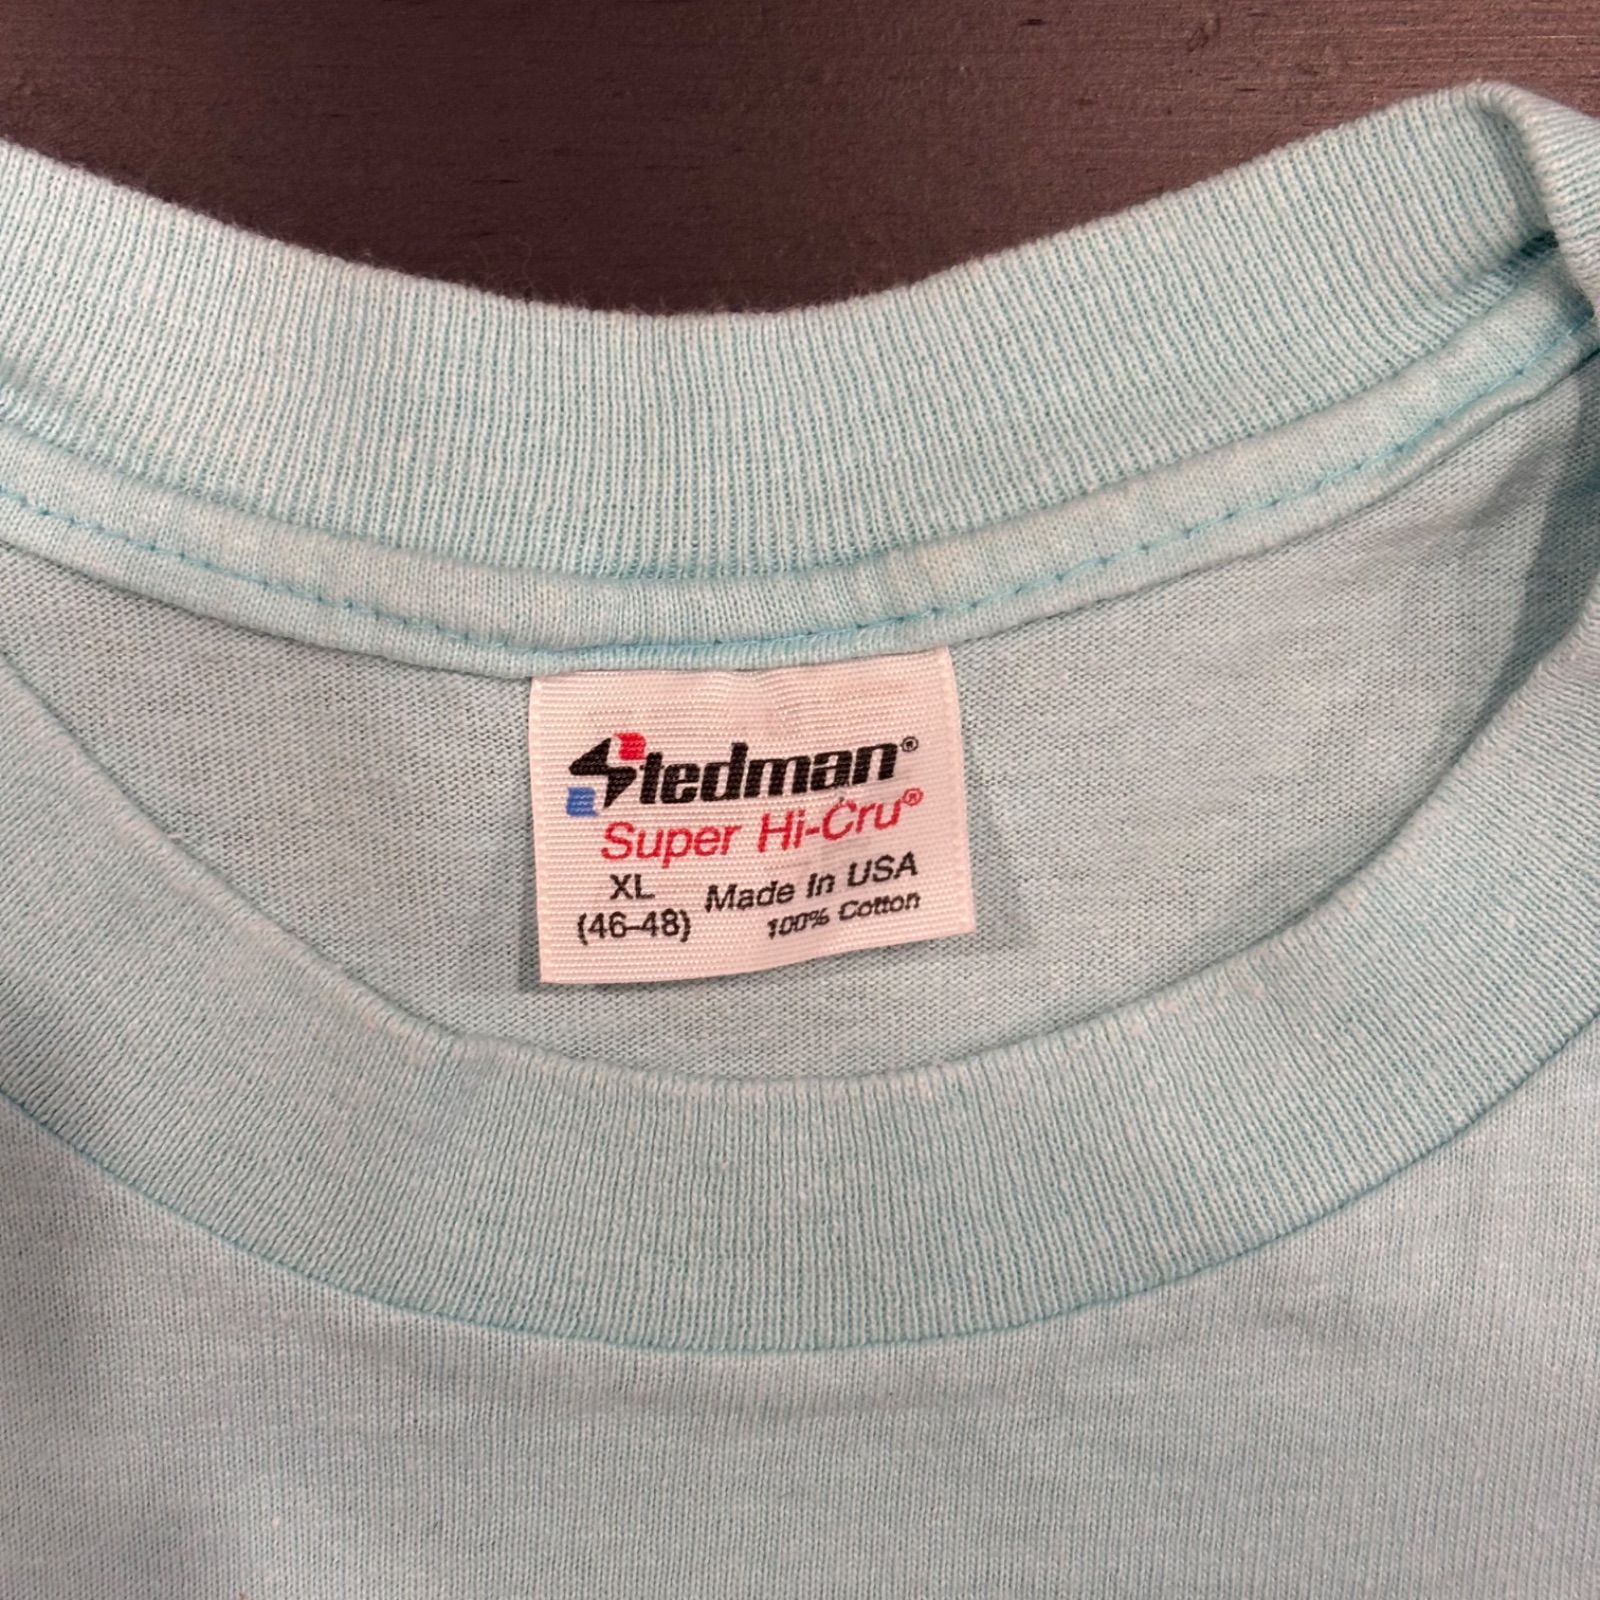 Stedman®
Super Hi-Cru®
XL Made In USA
(46-48) 100% Cotton